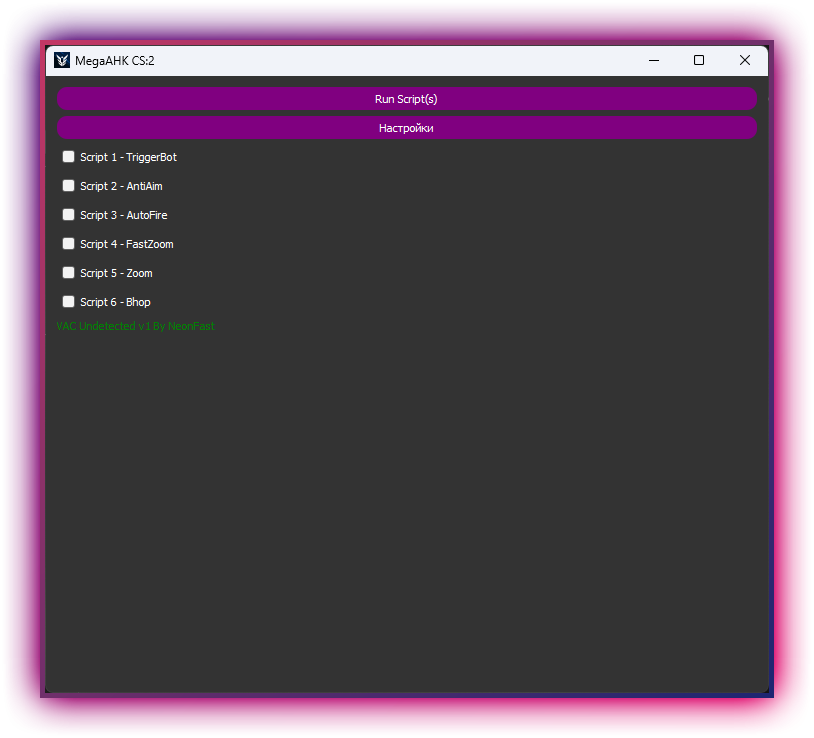 MegaAHK CS:2
Run Script(s)
Настройки
Script 1 - TriggerBot
Script 2 - AntiAim
Script 3 - AutoFire
Script 4 - FastZoom
Script 5 - Zoom
Script 6 - Bhop
VAC Undetected v1 By NeonFast